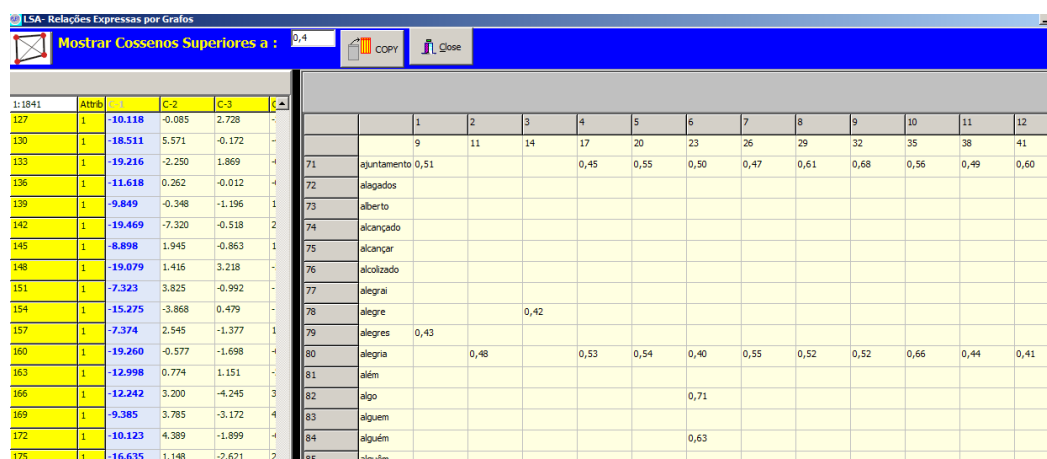 LSA- Relações Expressas por Grafos
Mostrar Cossenos Superiores a : 0,4 COPY Close
1:1841 Attrib C-1 C-2 C-3
127 1 -10.118 -0.085 2.728
130 1 -18.511 5.571 -0.172
133 1 -19.216 -2.250 1.869
136 1 -11.618 0.262 -0.012
139 1 -9.849 -0.348 -1.196 1
142 1 -19.469 -7.320 -0.518 2
145 1 -8.898 1.945 -0.863 1
148 1 -19.079 1.416 3.218
151 1 -7.323 3.825 -0.992
154 1 -15.275 -3.868 0.479
157 1 -7.374 2.545 -1.377 1
160 1 -19.260 -0.577 -1.698
163 1 -12.998 0.774 1.151
166 1 -12.242 3.200 -4.245 3
169 1 -9.385 3.785 -3.172 4
172 1 -10.123 4.389 -1.899
175 1 -16.635 1.148 -2.621 2
1 2 3 4 5 6 7 8 9 10 11 12
9 11 14 17 20 23 26 29 32 35 38 41
71 ajuntamento 0,51 0,45 0,55 0,50 0,47 0,61 0,68 0,56 0,49 0,60
72 alagados
73 alberto
74 alcançado
75 alcançar
76 alcolizado
77 alegrai
78 alegre 0,42
79 alegres 0,43
80 alegria 0,48 0,53 0,54 0,40 0,55 0,52 0,52 0,66 0,44 0,41
81 além
82 algo 0,71
83 alguem
84 alguém 0,63
85 alguêm